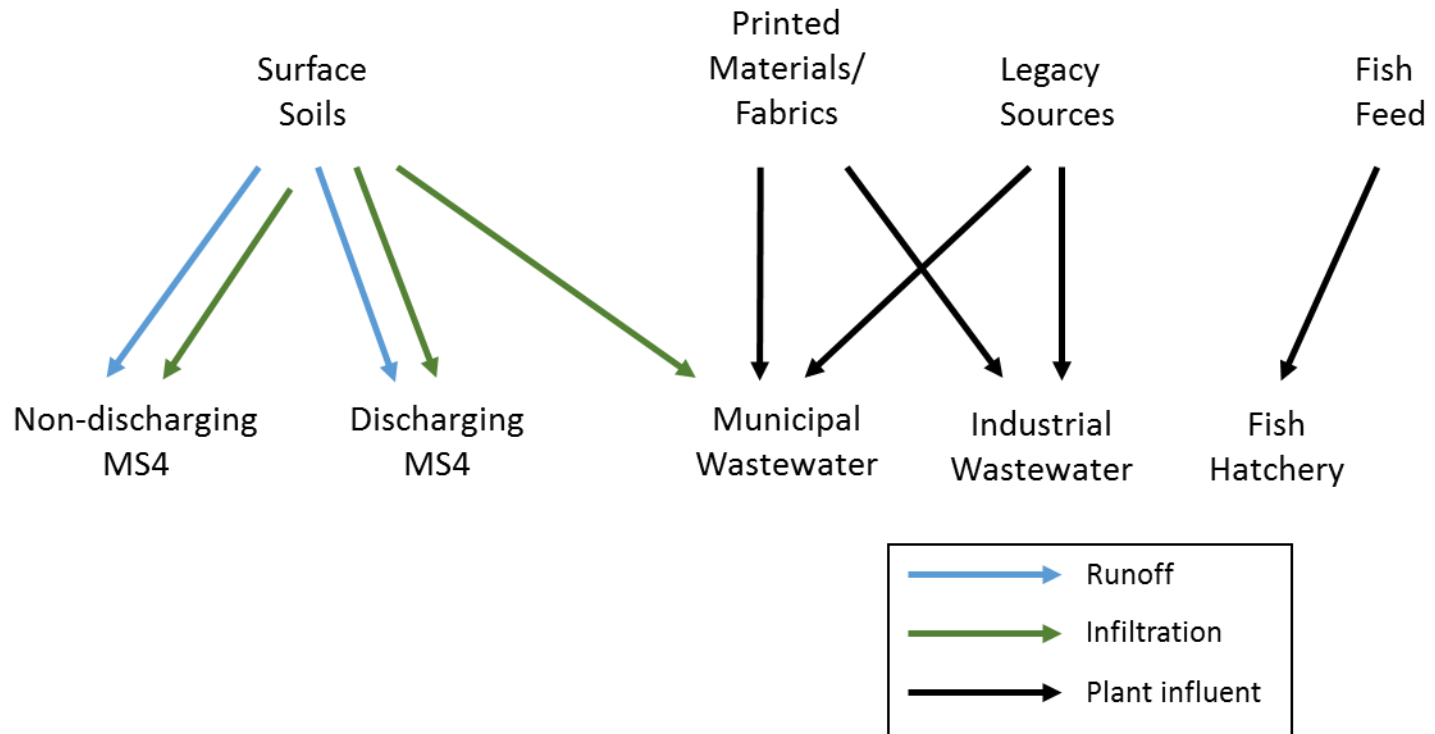 Surface
Soils
Printed
Materials/
Fabrics
Legacy
Sources
Fish
Feed
Non-discharging
MS4
Discharging
MS4
Municipal
Wastewater
Industrial
Wastewater
Fish
Hatchery
Runoff
Infiltration
Plant influent